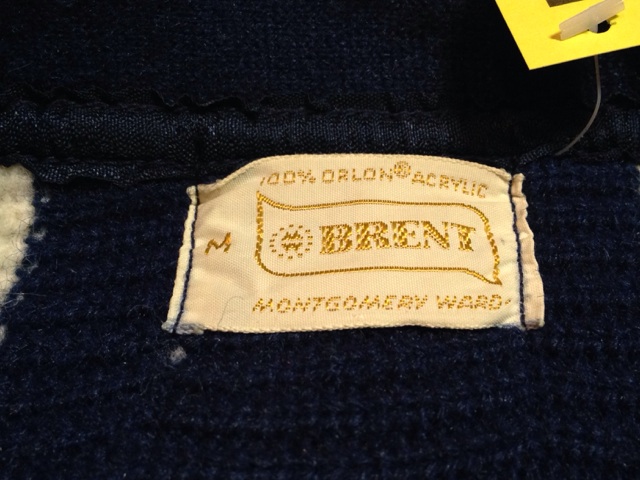 100% ORLON® ACRYLIC
M
BRENT
MONTGOMERY WARD